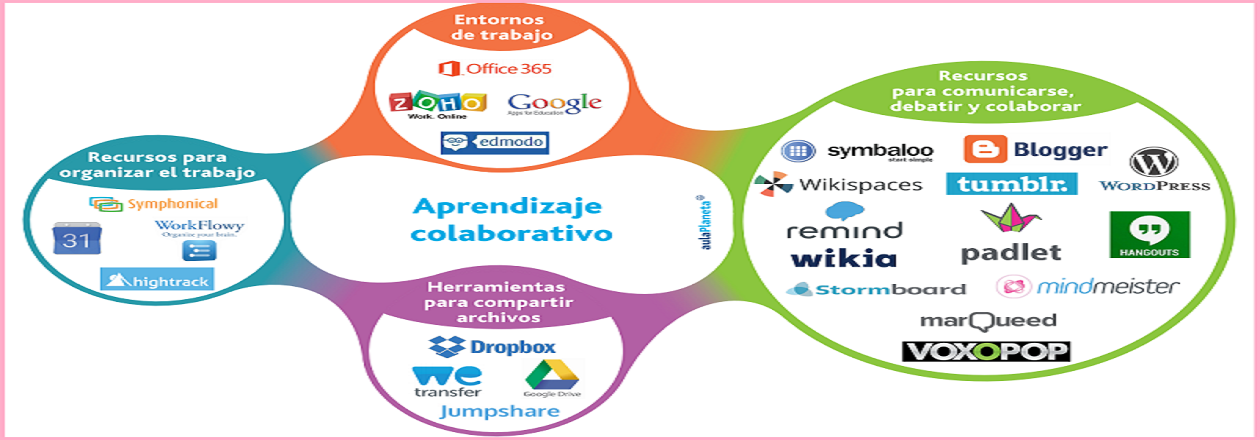 Entornos
de trabajo
Office 365
ZOHO
Work. Online
Google
Apps for Education
edmodo
Recursos para
organizar el trabajo
Symphonical
31
WorkFlowy
Organize your brain.
hightrack
Aprendizaje
colaborativo
aulaPlaneta
Herramientas
para compartir
archivos
Dropbox
we
transfer
Google Drive
Jumpshare
Recursos
para comunicarse,
debatir y colaborar
symbaloo
start simple
Blogger
WORDPRESS
Wikispaces
tumblr.
remind
padlet
HANGOUTS
wikia
Stormboard
mindmeister
marQueed
VOXOPOP